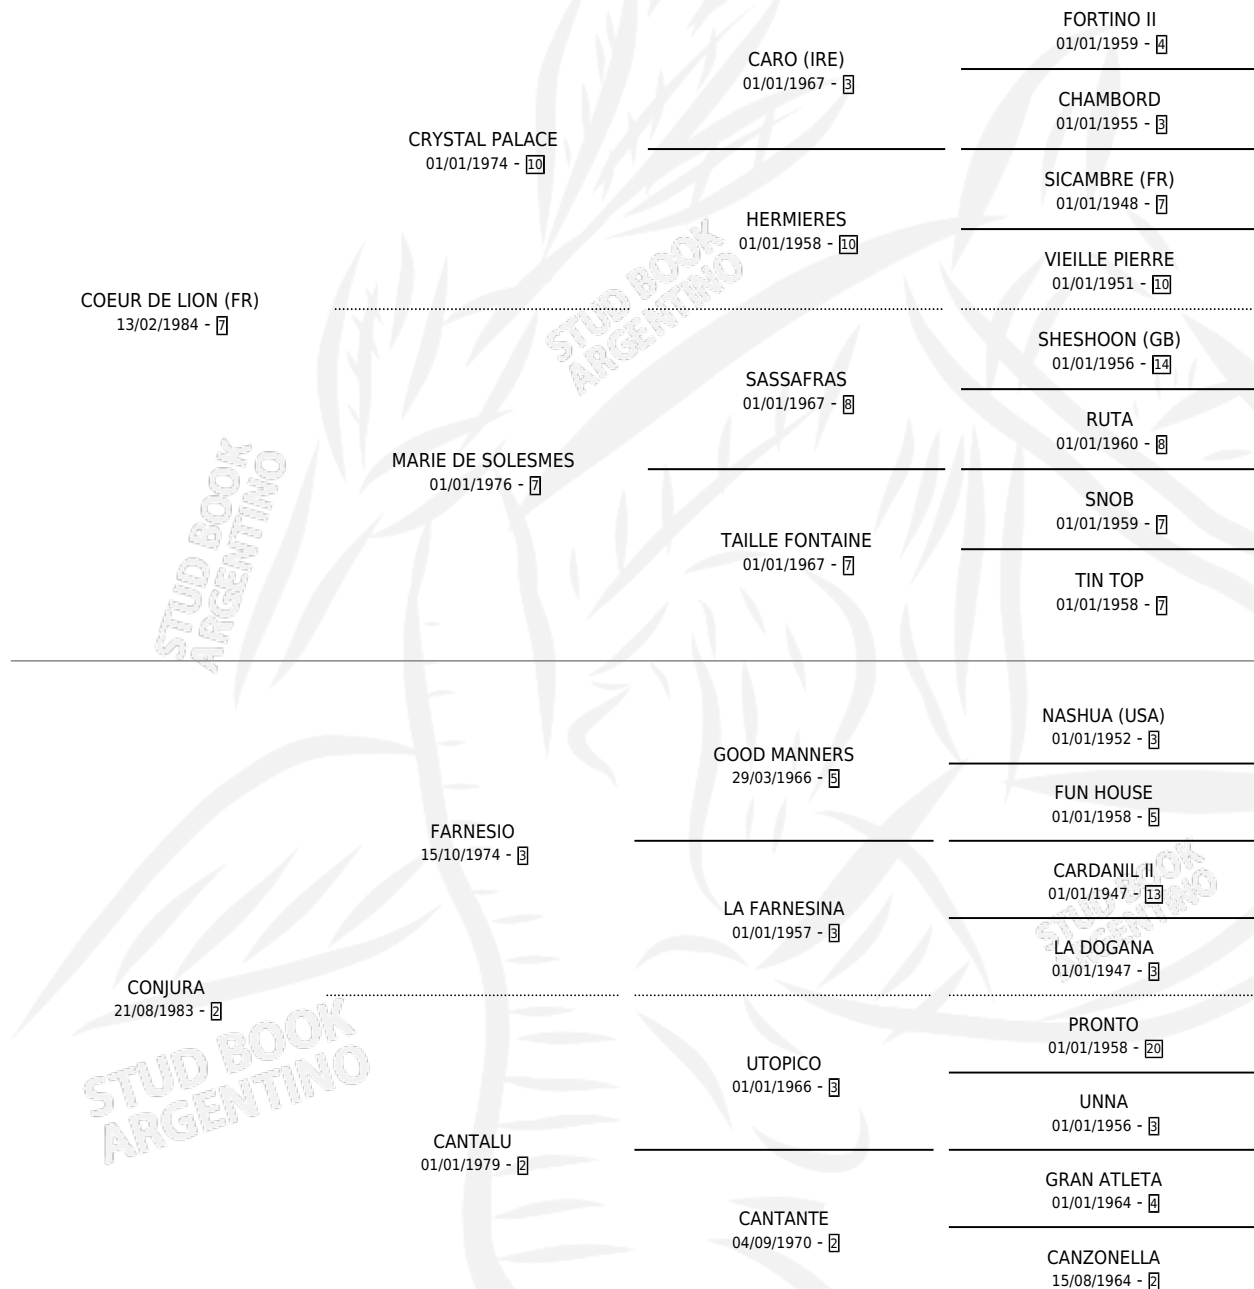 FORTINO II
01/01/1959 - 4
CARO (IRE)
01/01/1967 - 3
CHAMBORD
01/01/1955 - 3
CRYSTAL PALACE
01/01/1974 - 10
SICAMBRE (FR)
01/01/1948 - 7
HERMIERES
01/01/1958 - 10
VIEILLE PIERRE
01/01/1951 - 10
COEUR DE LION (FR)
13/02/1984 - 7
STUD BOOK
ARGENTINO
SHESHOON (GB)
01/01/1956 - 14
SASSAFRAS
01/01/1967 - 8
RUTA
01/01/1960 - 8
MARIE DE SOLESMES
01/01/1976 - 7
SNOB
01/01/1959 - 7
TAILLE FONTAINE
01/01/1967 - 7
TIN TOP
01/01/1958 - 7
STUD BOOK
ARGENTINO
NASHUA (USA)
01/01/1952 - 3
GOOD MANNERS
29/03/1966 - 5
FUN HOUSE
01/01/1958 - 5
FARNESIO
15/10/1974 - 3
CARDANIL II
01/01/1947 - 13
STUD BOOK
ARGENTINO
LA FARNESINA
01/01/1957 - 3
LA DOGANA
01/01/1947 - 3
CONJURA
21/08/1983 - 2
STUD BOOK
ARGENTINO
PRONTO
01/01/1958 - 20
UTOPICO
01/01/1966 - 3
UNNA
01/01/1956 - 3
CANTALU
01/01/1979 - 2
GRAN ATLETA
01/01/1964 - 4
CANTANTE
04/09/1970 - 2
CANZONELLA
15/08/1964 - 2